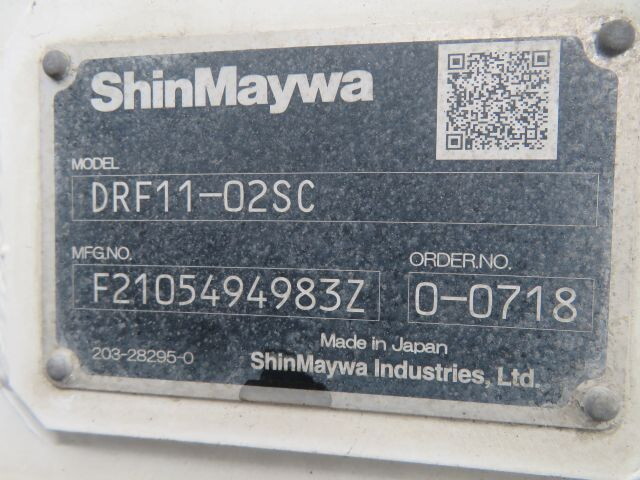 ShinMaywa
MODEL
DRF11-02SC
MFG.NO.
F2105494983Z
ORDER.NO.
0-0718
203-28295-0
Made in Japan
ShinMaywa Industries, Ltd.